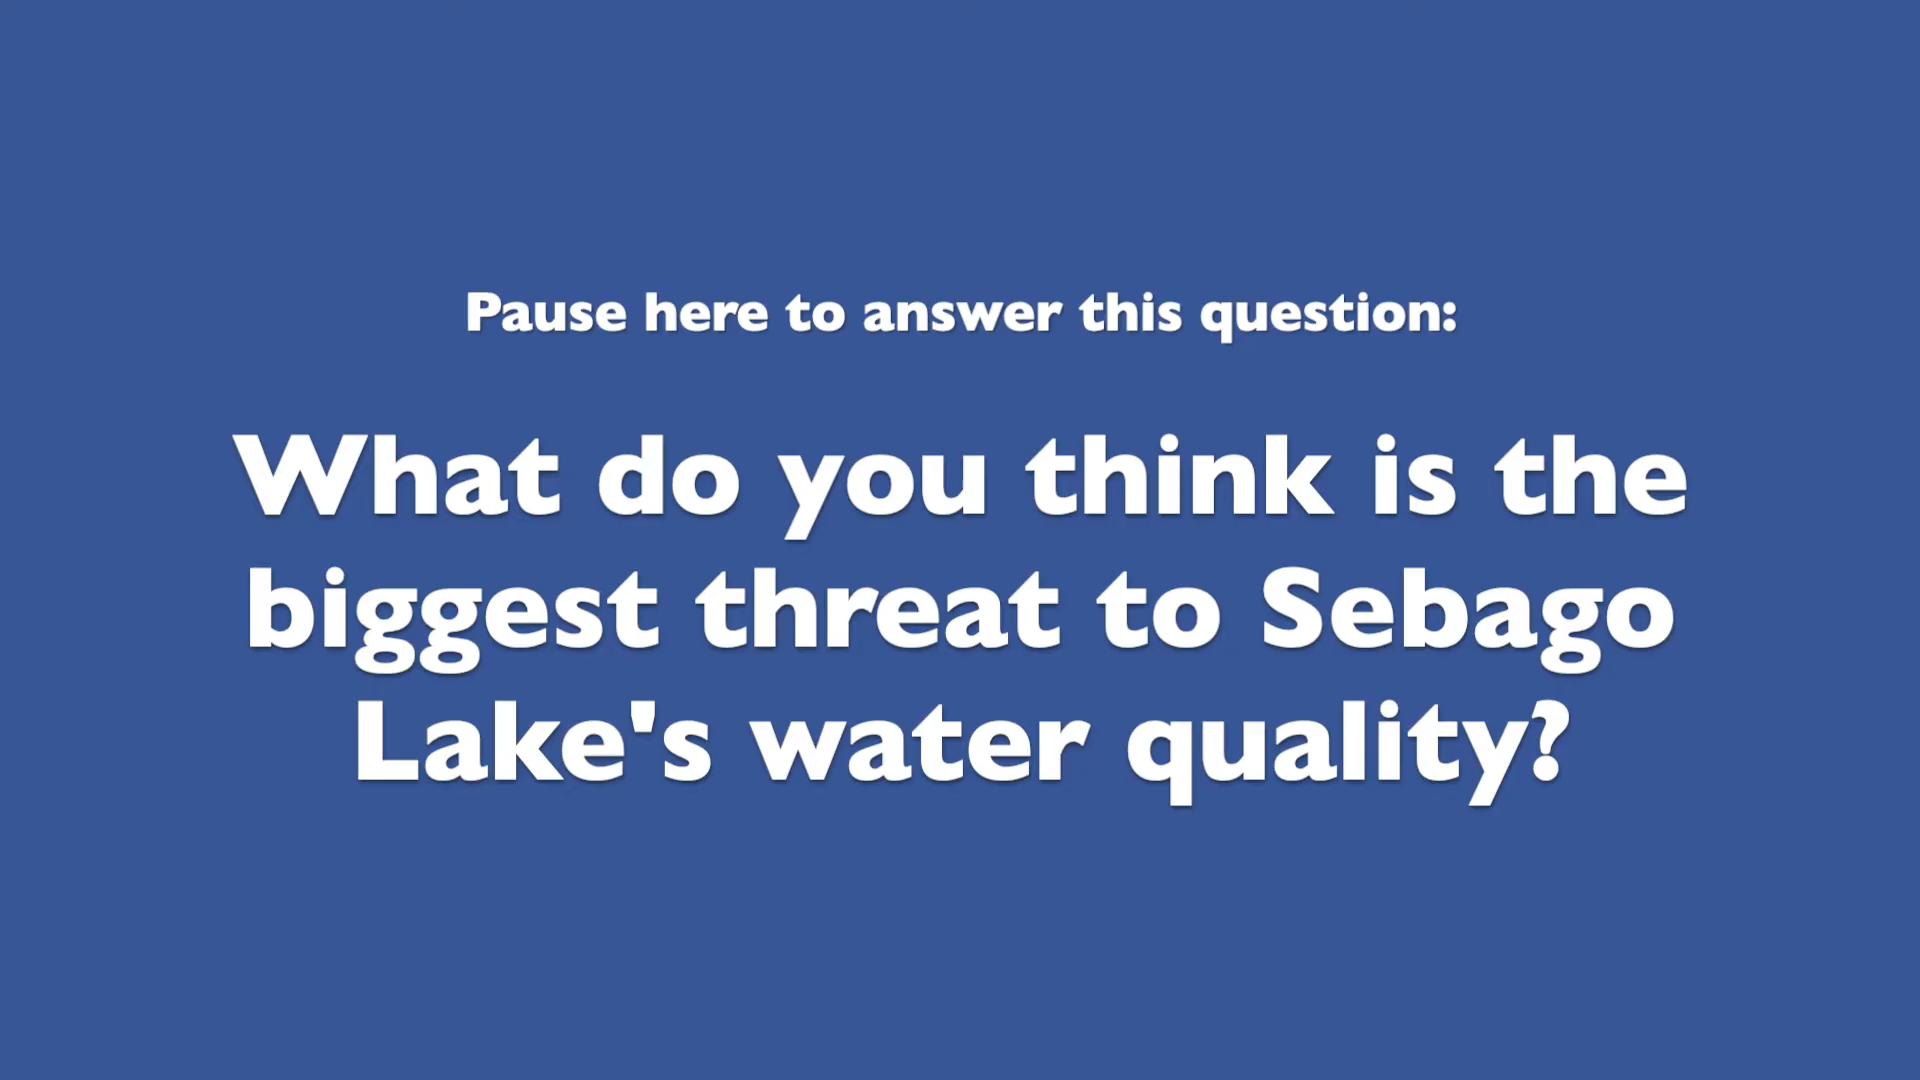 Pause here to answer this question:
What do you think is the
biggest threat to Sebago
Lake's water quality?